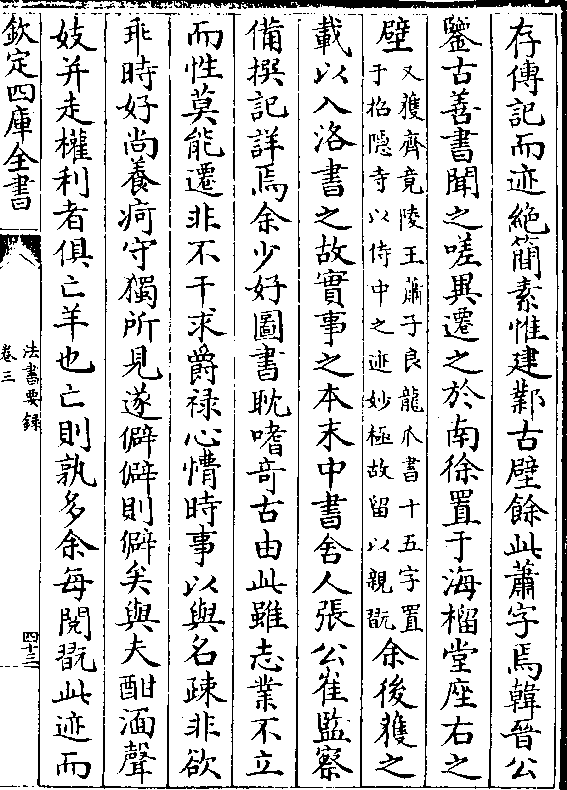 存傳記而迹絶簡素惟建鄴古壁餘此蕭字焉韓晉公
鑒古善書聞之嗟異遷之於南徐置于海榴堂座右之
壁又獲齊竟陵王蕭子良龍爪書十五字置于招隠寺以侍中之迹妙極故留以親翫余後獲之
載以入洛書之故實事之本末中書舍人張公崔監察
備撰記詳焉余少好圖書耽嗜竒古由此雖志業不立
而性莫能遷非不干求爵禄心慒時事以與名疎非欲
乖時好尚養疴守獨所見遂僻僻則僻矣與夫酣湎聲
妓并走權利者俱亡羊也亡則孰多余每閱翫此迹而
欽定四庫全書
法書要録
卷三
四十三